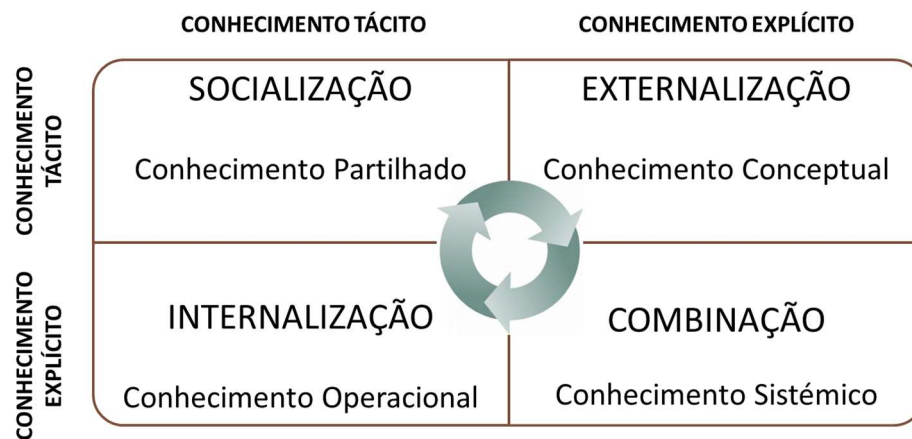 CONHECIMENTO TÁCITO
CONHECIMENTO EXPLÍCITO
CONHECIMENTO
TÁCITO
SOCIALIZAÇÃO
Conhecimento Partilhado
EXTERNALIZAÇÃO
Conhecimento Conceptual
CONHECIMENTO
EXPLÍCITO
INTERNALIZAÇÃO
Conhecimento Operacional
COMBINAÇÃO
Conhecimento Sistémico